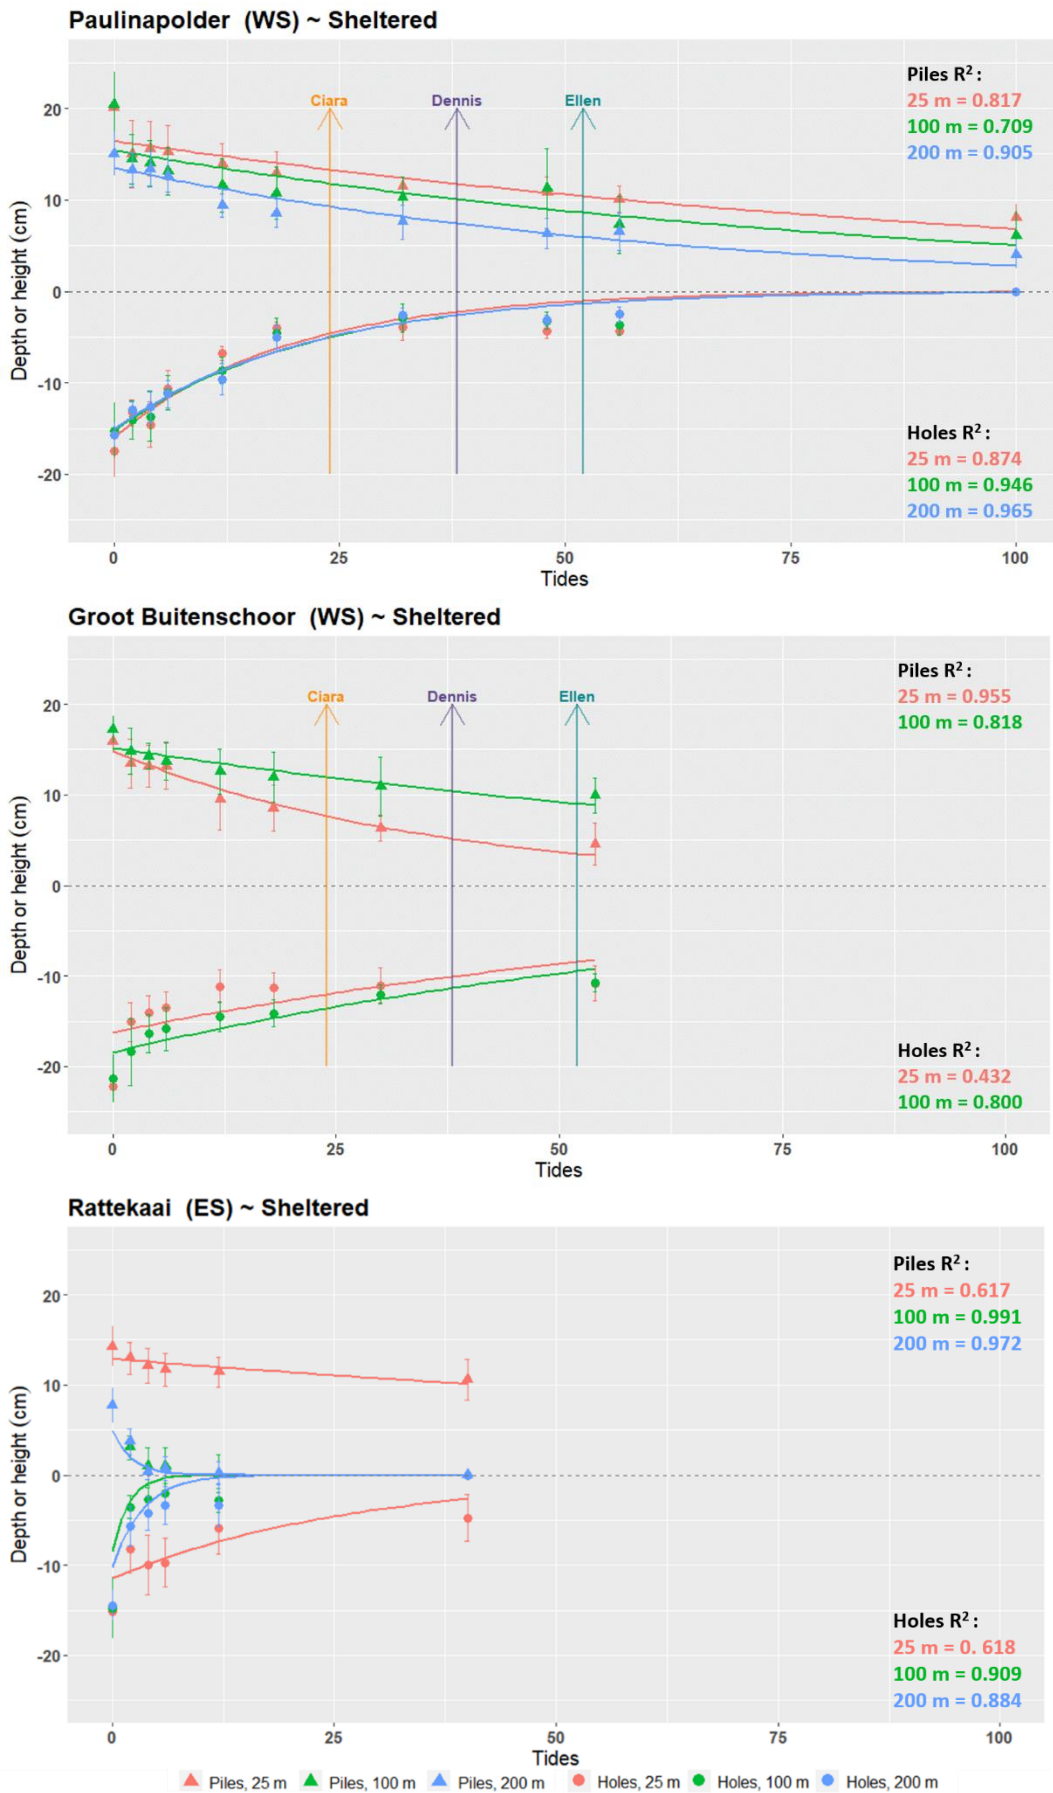 Paulinapolder (WS) ~ Sheltered
Piles R²:
25 m = 0.817
100 m = 0.709
200 m = 0.905
Ciara Dennis Ellen
20
10
0
-10
-20
Depth or height (cm)
Holes R²:
25 m = 0.874
100 m = 0.946
200 m = 0.965
0 25 50 75 100
Tides
Groot Buitenschoor (WS) ~ Sheltered
Piles R²:
25 m = 0.955
100 m = 0.818
Ciara Dennis Ellen
20
10
0
-10
-20
Depth or height (cm)
Holes R²:
25 m = 0.432
100 m = 0.800
0 25 50 75 100
Tides
Rattekaai (ES) ~ Sheltered
Piles R²:
25 m = 0.617
100 m = 0.991
200 m = 0.972
20
10
0
-10
-20
Depth or height (cm)
Holes R²:
25 m = 0. 618
100 m = 0.909
200 m = 0.884
0 25 50 75 100
Tides
Piles, 25 m Piles, 100 m Piles, 200 m Holes, 25 m Holes, 100 m Holes, 200 m